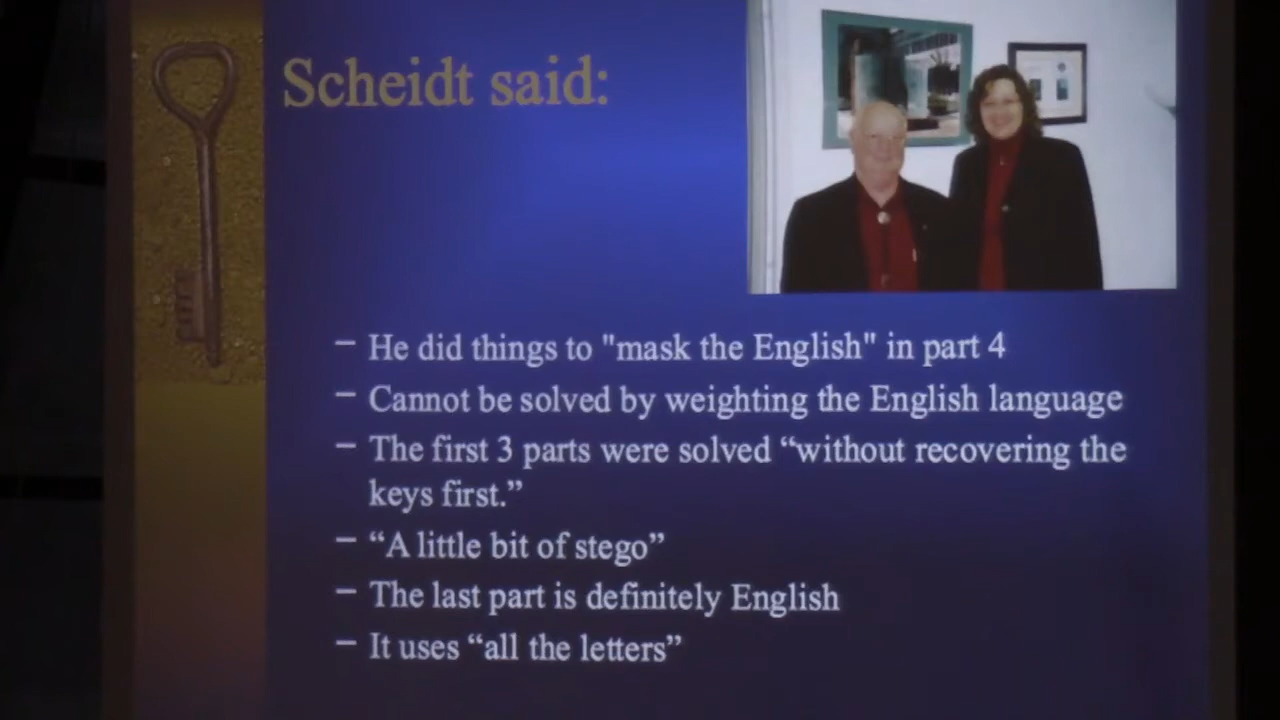 Scheidt said:
– He did things to "mask the English" in part 4
– Cannot be solved by weighting the English language
– The first 3 parts were solved “without recovering the
keys first.”
– “A little bit of stego”
– The last part is definitely English
– It uses “all the letters”